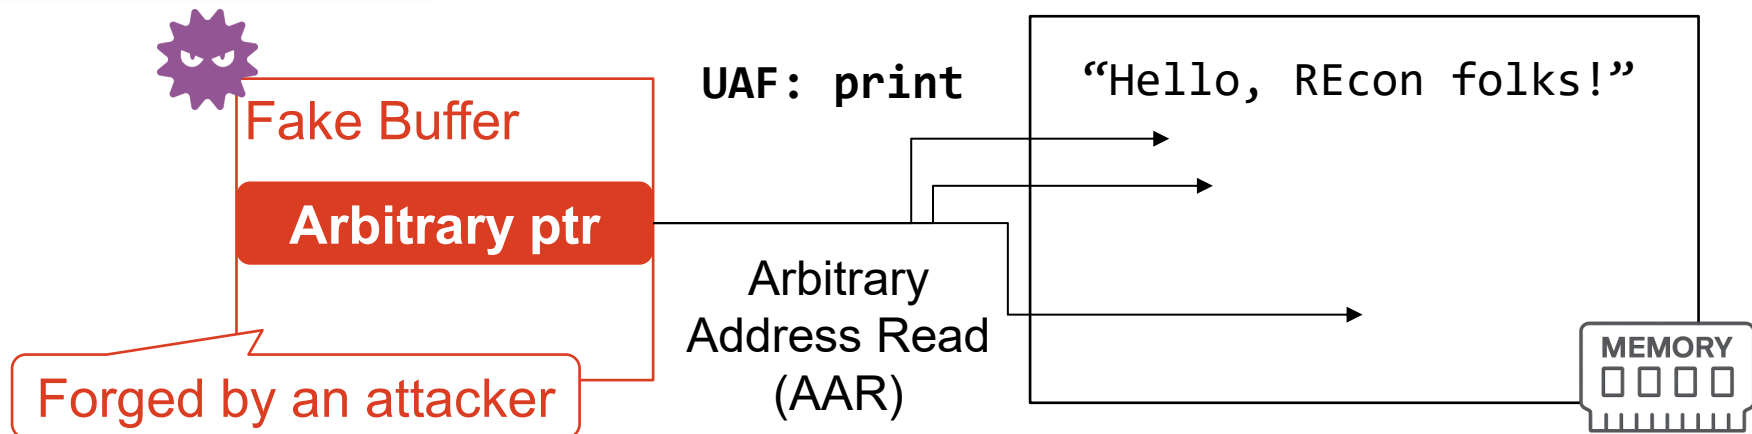 Fake Buffer
Arbitrary ptr
Forged by an attacker
UAF: print
Arbitrary
Address Read
(AAR)
“Hello, REcon folks!”
MEMORY